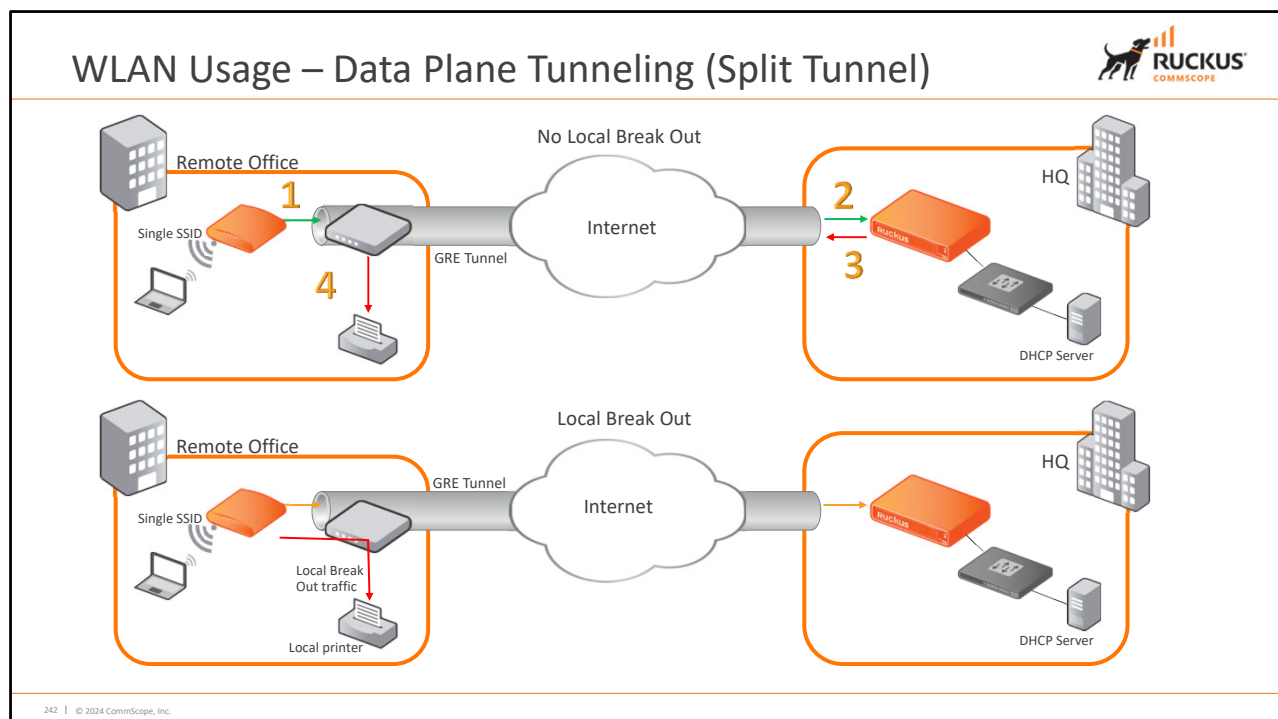 WLAN Usage – Data Plane Tunneling (Split Tunnel)
RUCKUS
COMMSCOPE
No Local Break Out
Remote Office
HQ
1
2
Single SSID
Internet
RUCKUS
GRE Tunnel
3
4
DHCP Server
Local Break Out
Remote Office
HQ
GRE Tunnel
Single SSID
Internet
RUCKUS
Local Break
Out traffic
Local printer
DHCP Server
242 | © 2024 CommScope, Inc.